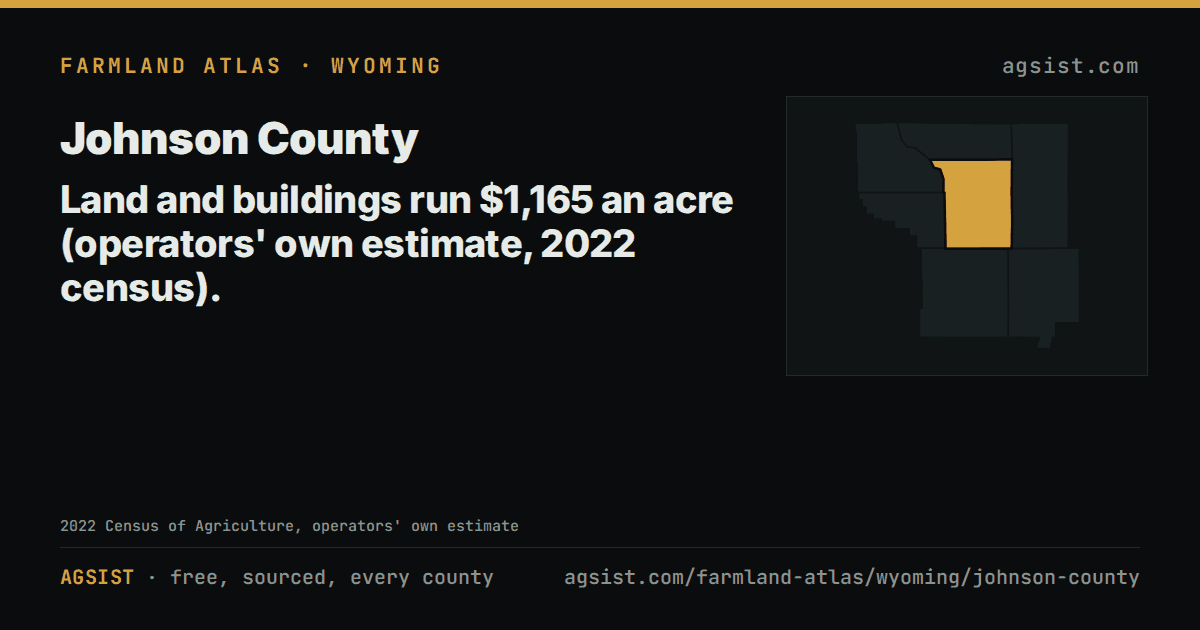 FARMLAND ATLAS · WYOMING
agsist.com
Johnson County
Land and buildings run $1,165 an acre
(operators' own estimate, 2022
census).
2022 Census of Agriculture, operators' own estimate
AGSIST · free, sourced, every county
agsist.com/farmland-atlas/wyoming/johnson-county